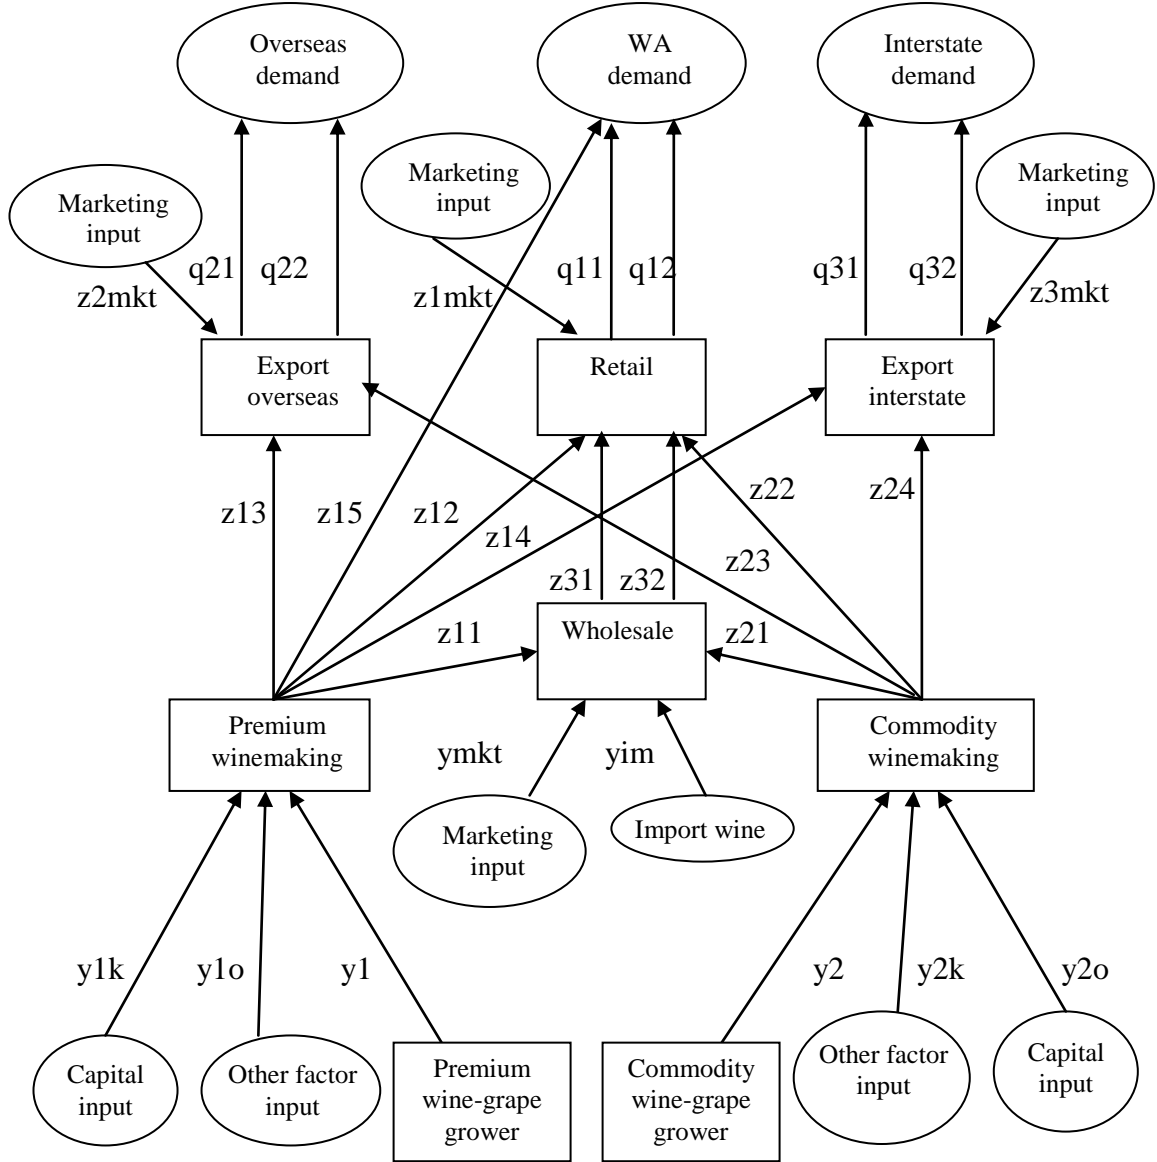 Overseas
demand
WA
demand
Interstate
demand
Marketing
input
Marketing
input
Marketing
input
q21
q22
q11
q12
q31
q32
z2mkt
z1mkt
z3mkt
Export
overseas
Retail
Export
interstate
z13
z15
z12
z14
z22
z24
z23
z31
z32
z11
Wholesale
z21
Premium
winemaking
Commodity
winemaking
ymkt
yim
Marketing
input
Import wine
y1k
y1o
y1
y2
y2k
y2o
Capital
input
Other factor
input
Premium
wine-grape
grower
Commodity
wine-grape
grower
Other factor
input
Capital
input